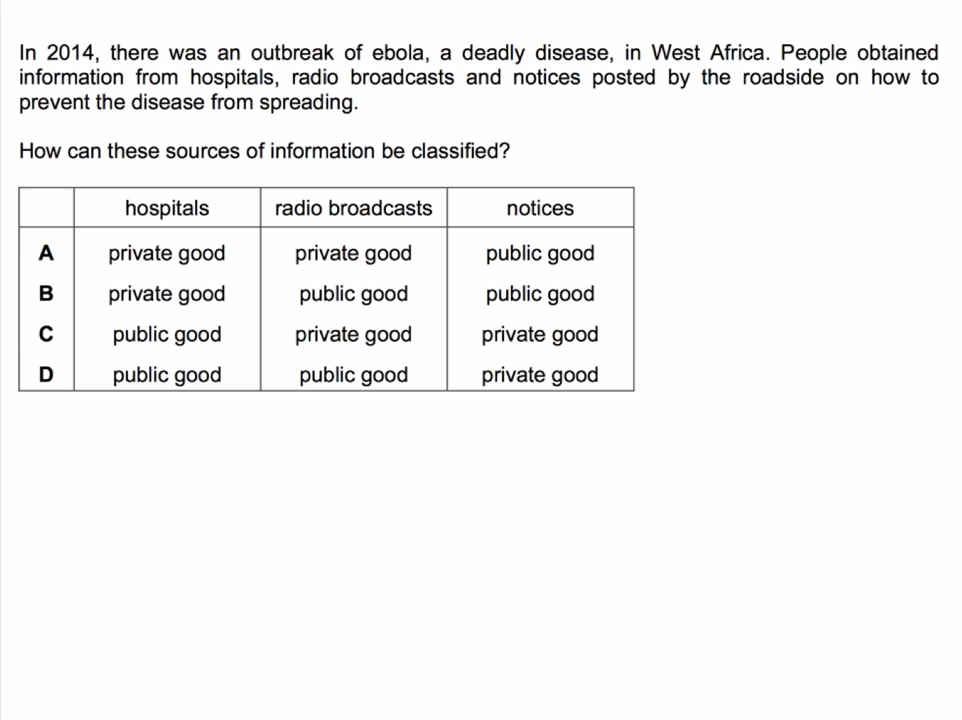 In 2014, there was an outbreak of ebola, a deadly disease, in West Africa. People obtained
information from hospitals, radio broadcasts and notices posted by the roadside on how to
prevent the disease from spreading.
How can these sources of information be classified?
hospitals radio broadcasts notices
A private good private good public good
B private good public good public good
C public good private good private good
D public good public good private good